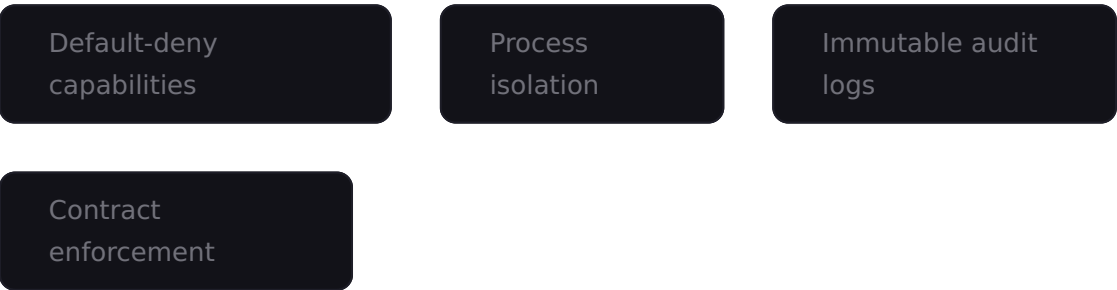 Default-deny
capabilities
Process
isolation
Immutable audit
logs
Contract
enforcement